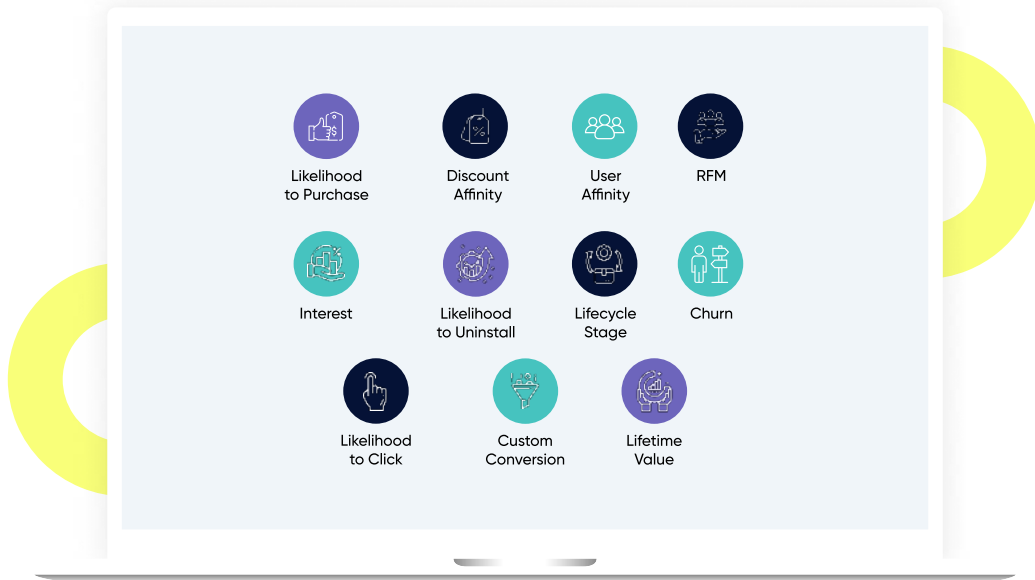 Likelihood
to Purchase
Discount
Affinity
User
Affinity
RFM
Interest
Likelihood
to Uninstall
Lifecycle
Stage
Churn
Likelihood
to Click
Custom
Conversion
Lifetime
Value